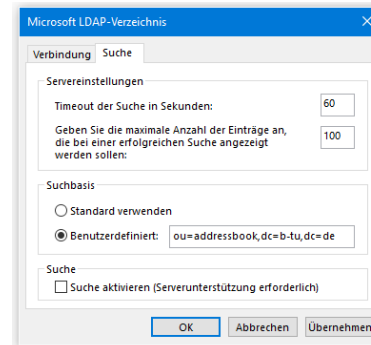 Microsoft LDAP-Verzeichnis
Verbindung Suche
Servereinstellungen
Timeout der Suche in Sekunden: 60
Geben Sie die maximale Anzahl der Einträge an, 100
die bei einer erfolgreichen Suche angezeigt
werden sollen:
Suchbasis
Standard verwenden
Benutzerdefiniert: ou=addressbook,dc=b-tu,dc=de
Suche
Suche aktivieren (Serverunterstützung erforderlich)
OK Abbrechen Übernehmen